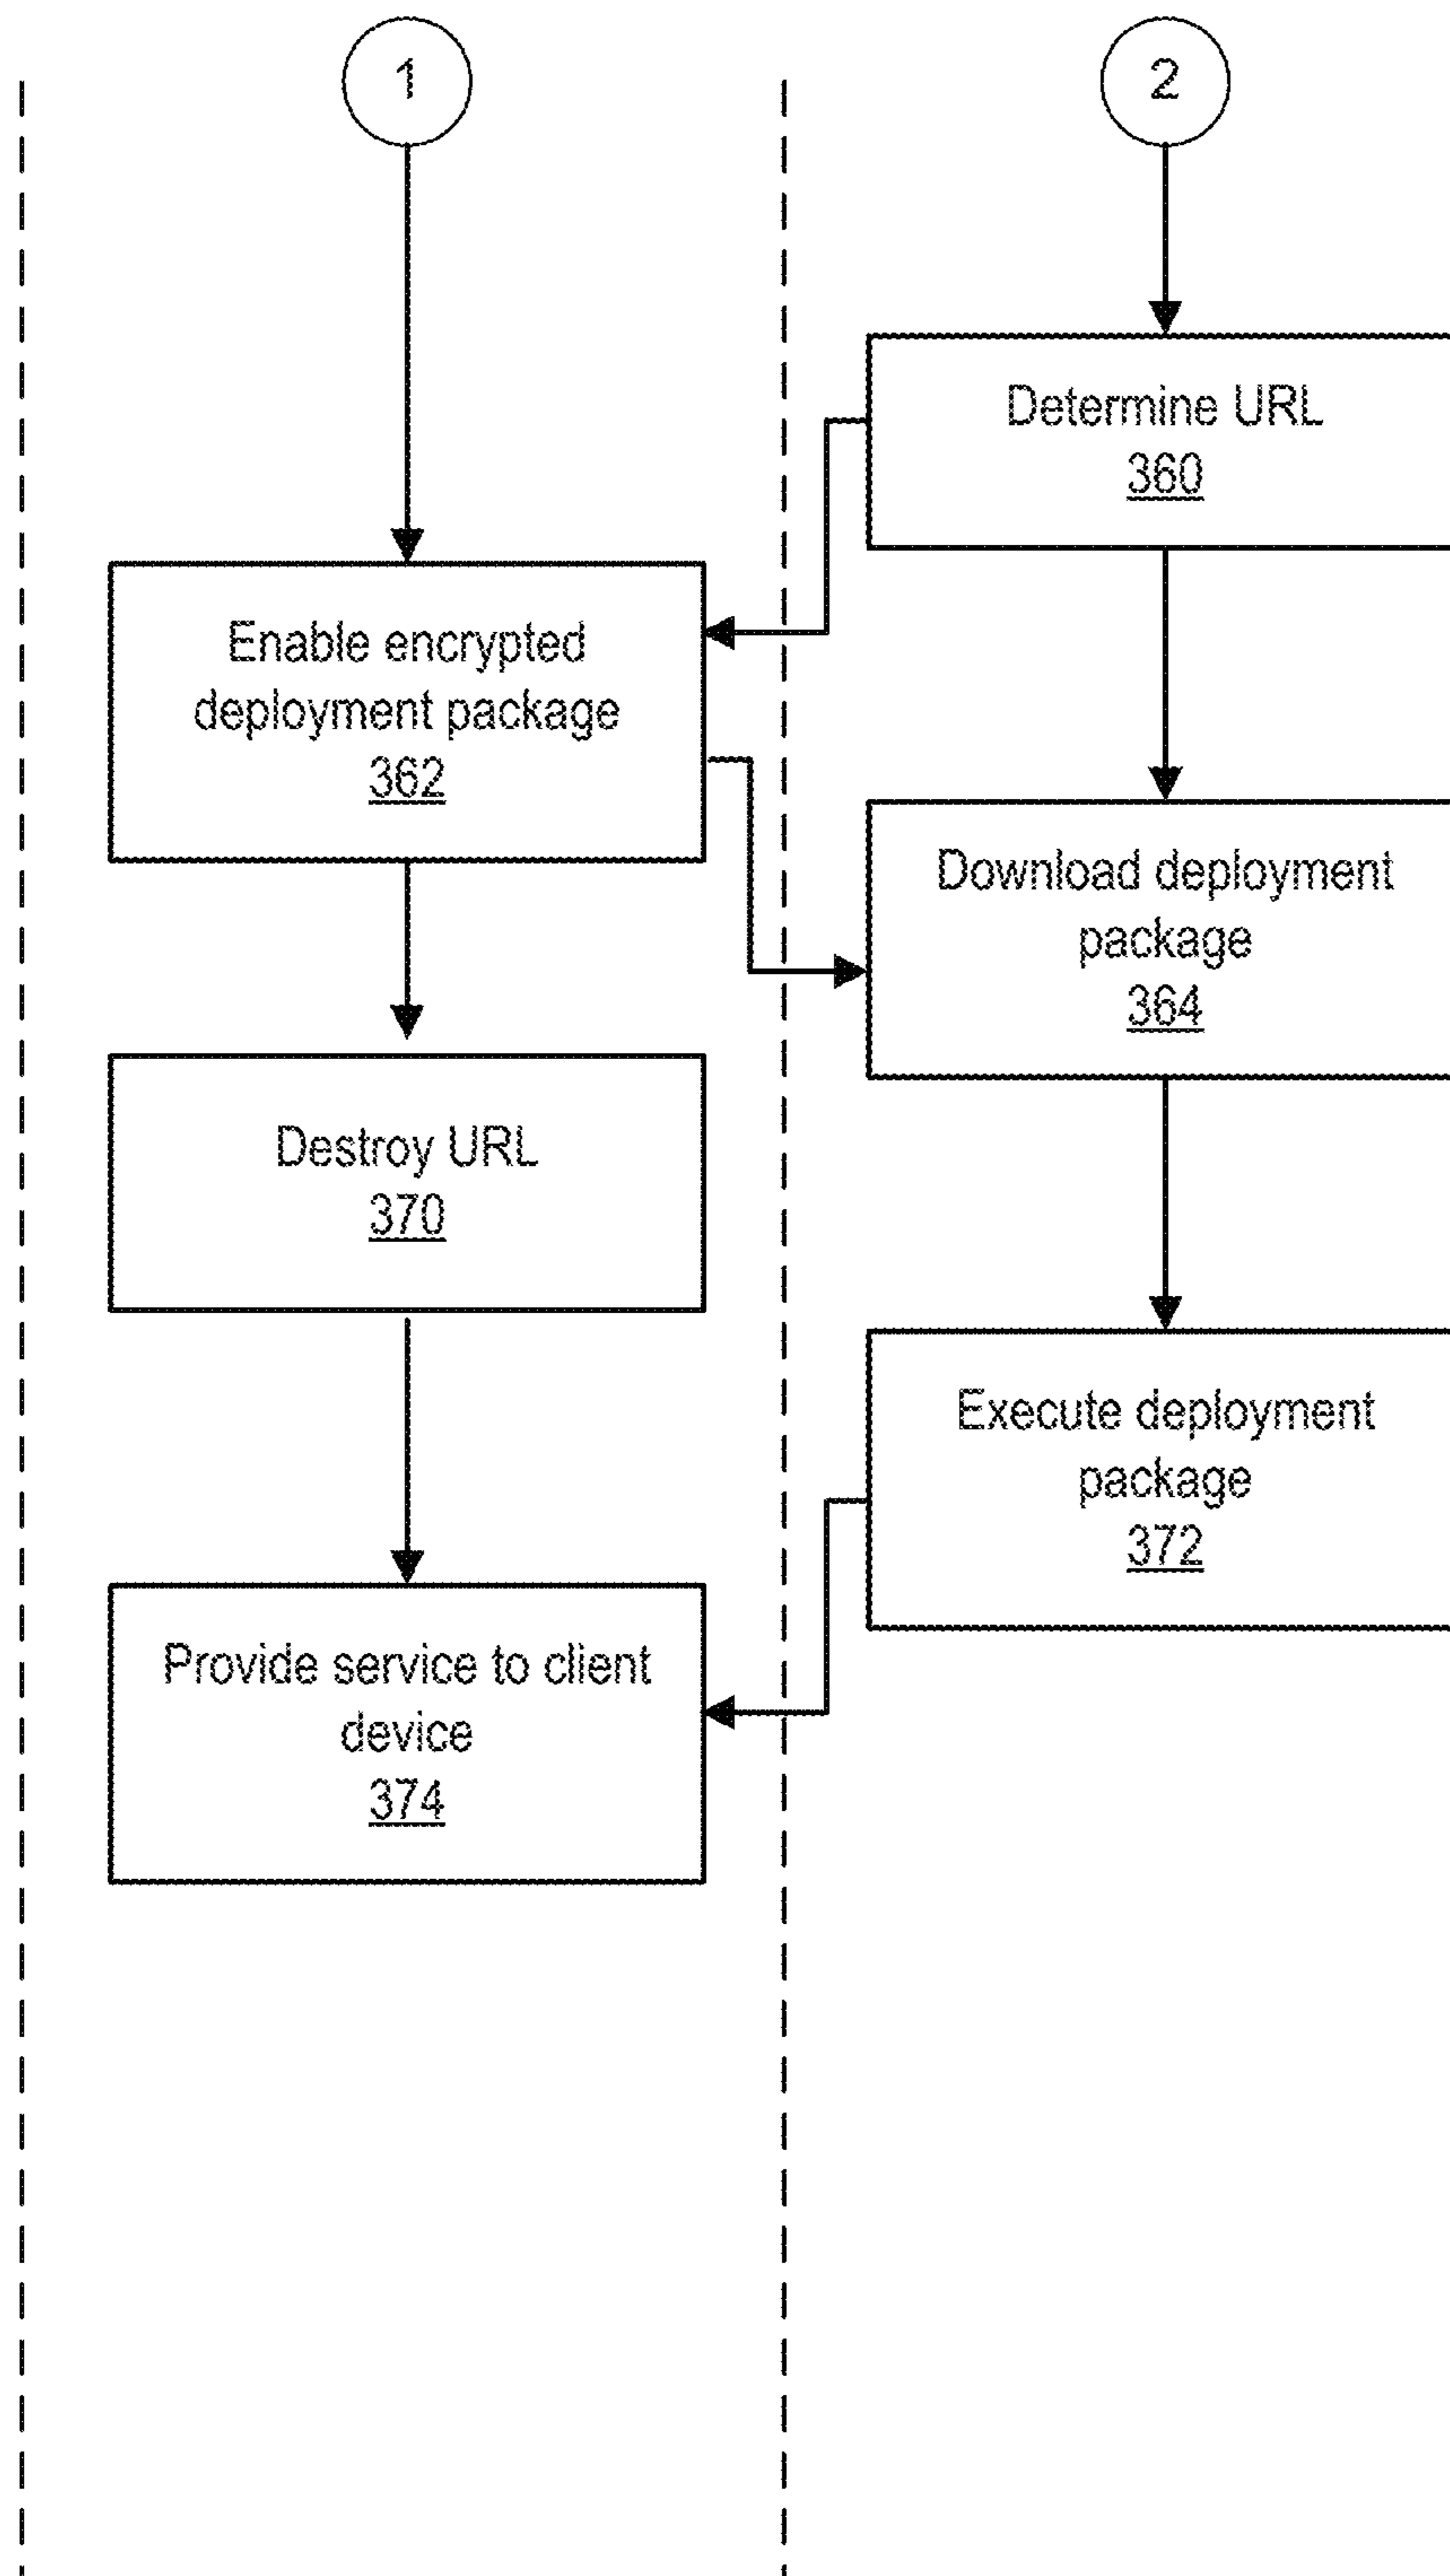 1
2
Determine URL
360
Enable encrypted
deployment package
362
Download deployment
package
364
Destroy URL
370
Execute deployment
package
372
Provide service to client
device
374